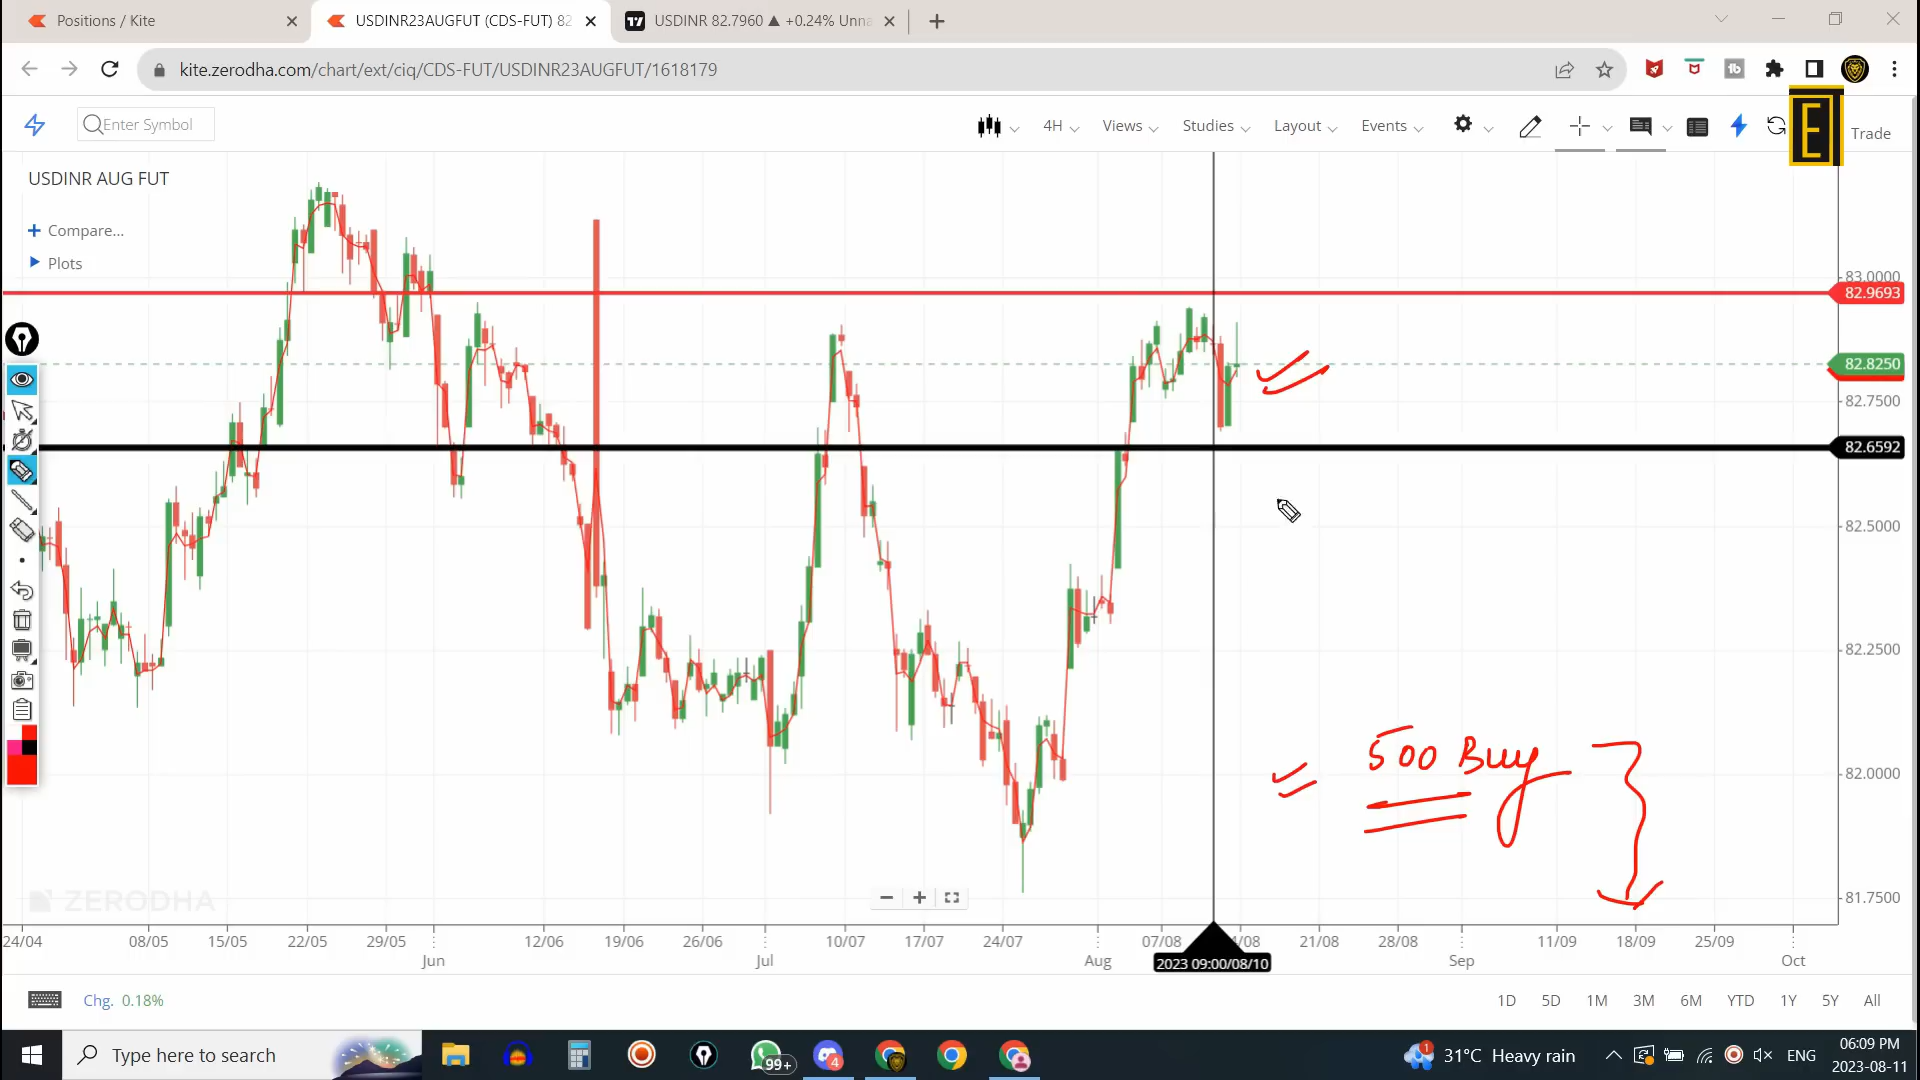 Positions / Kite
USDINR23AUGFUT (CDS-FUT) 82
USDINR 82.7960 ▲ +0.24% Unna
kite.zerodha.com/chart/ext/ciq/CDS-FUT/USDINR23AUGFUT/1618179
Enter Symbol
4H
Views
Studies
Layout
Events
E
Trade
USDINR AUG FUT
+ Compare...
Plots
83.0000
82.9693
82.8250
82.7500
82.6592
82.5000
82.2500
82.0000
81.7500
500 Buy
ZERODHA
24/04 08/05 15/05 22/05 29/05 12/06 19/06 26/06 10/07 17/07 24/07 07/08 /08 21/08 28/08 11/09 18/09 25/09
Jun Jul Aug 2023 09:00/08/10 Sep Oct
Chg. 0.18%
1D 5D 1M 3M 6M YTD 1Y 5Y All
Type here to search
99+
4
1
31°C Heavy rain
ENG
06:09 PM
2023-08-11